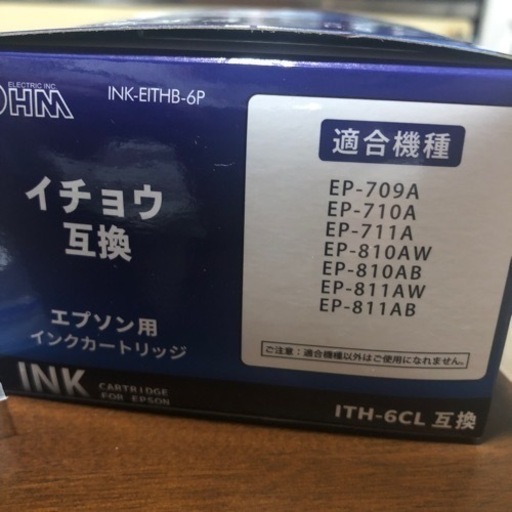 ELECTRIC INC.
OHM
INK-EITHB-6P
イチョウ
互換
エプソン用
インクカートリッジ
INK
CARTRIDGE
FOR EPSON
適合機種
EP-709A
EP-710A
EP-711A
EP-810AW
EP-810AB
EP-811AW
EP-811AB
ご注意：適合機種以外はご使用になれません。
ITH-6CL 互換